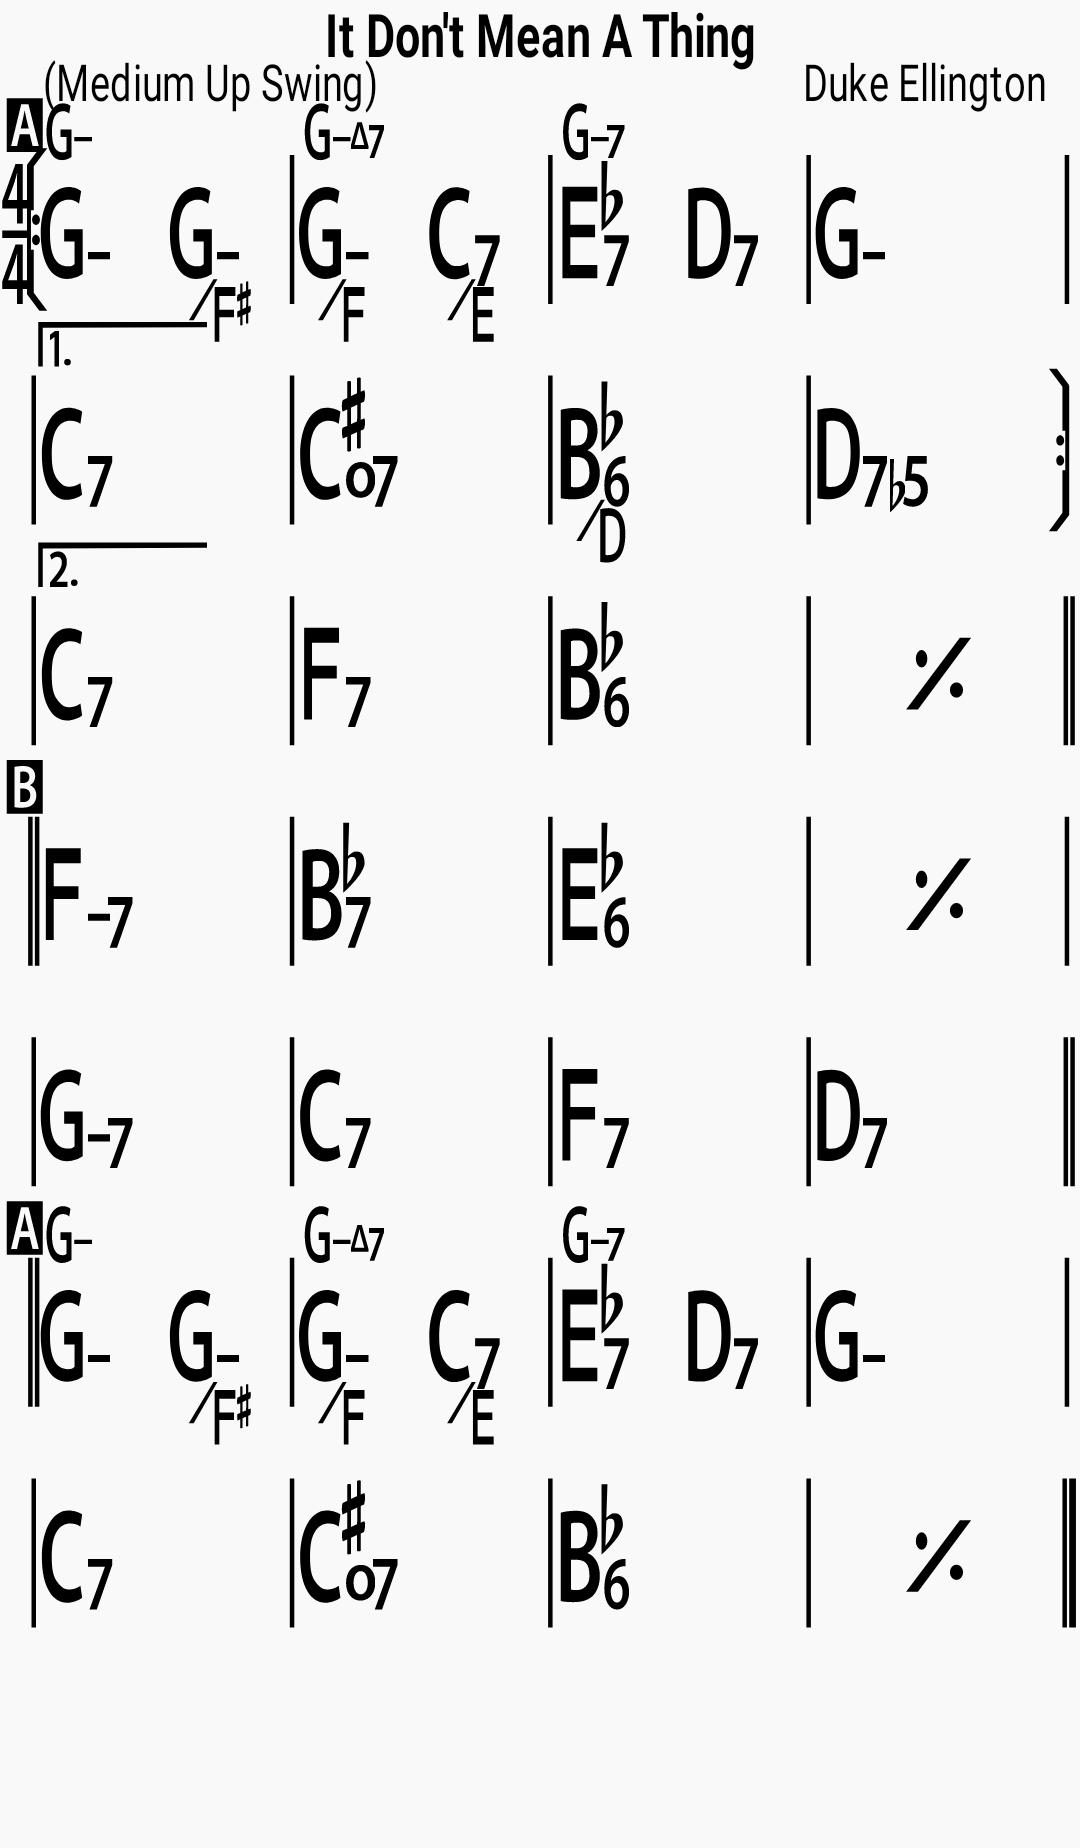 It Don't Mean A Thing
(Medium Up Swing) Duke Ellington
A G– G–Δ7 G–7
4/4 G– G–/F♯ G–/F C7/E E♭7 D7 G–
1.
C7 C♯o7 B♭6/D D7♭5
2.
C7 F7 B♭6 𝄎
B
F–7 B♭7 E♭6 𝄎
G–7 C7 F7 D7
A G– G–Δ7 G–7
G– G–/F♯ G–/F C7/E E♭7 D7 G–
C7 C♯o7 B♭6 𝄎